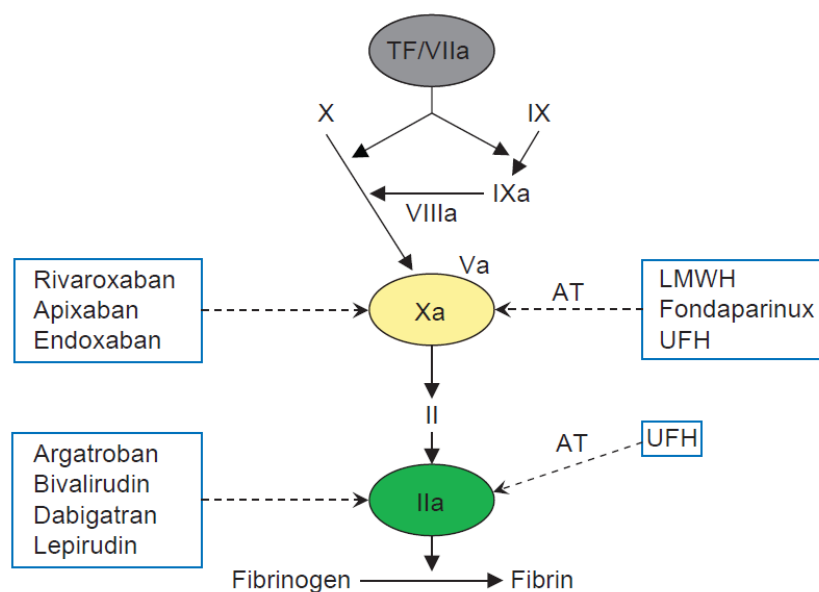 TF/VIIa
X
IX
IXa
VIIIa
Va
Rivaroxaban
Apixaban
Endoxaban
Xa
AT
LMWH
Fondaparinux
UFH
II
Argatroban
Bivalirudin
Dabigatran
Lepirudin
IIa
AT
UFH
Fibrinogen
Fibrin